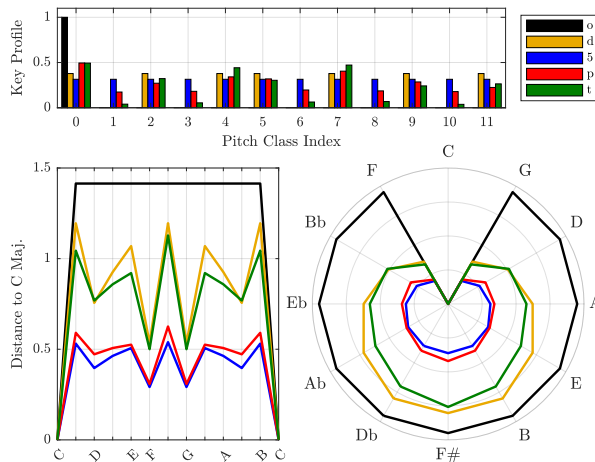 Key Profile
1
0.5
0
0 1 2 3 4 5 6 7 8 9 10 11
Pitch Class Index
o
d
5
p
t
Distance to C Maj.
1.5
1
0.5
0
C D E F G A B C
C
G
D
A
E
B
F#
Db
Ab
Eb
Bb
F